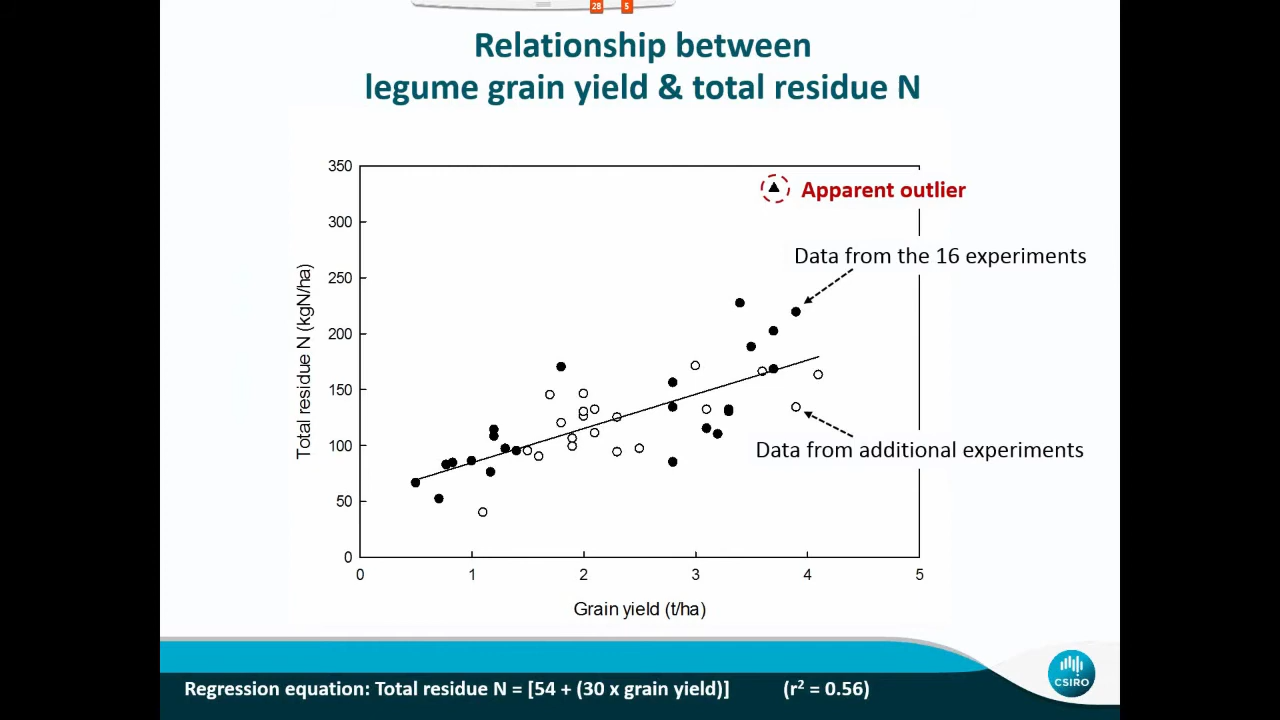 28 5
Relationship between
legume grain yield & total residue N
350
Apparent outlier
300
Data from the 16 experiments
250
200
150
Data from additional experiments
100
50
0
Total residue N (kgN/ha)
0 1 2 3 4 5
Grain yield (t/ha)
CSIRO
Regression equation: Total residue N = [54 + (30 x grain yield)] (r² = 0.56)